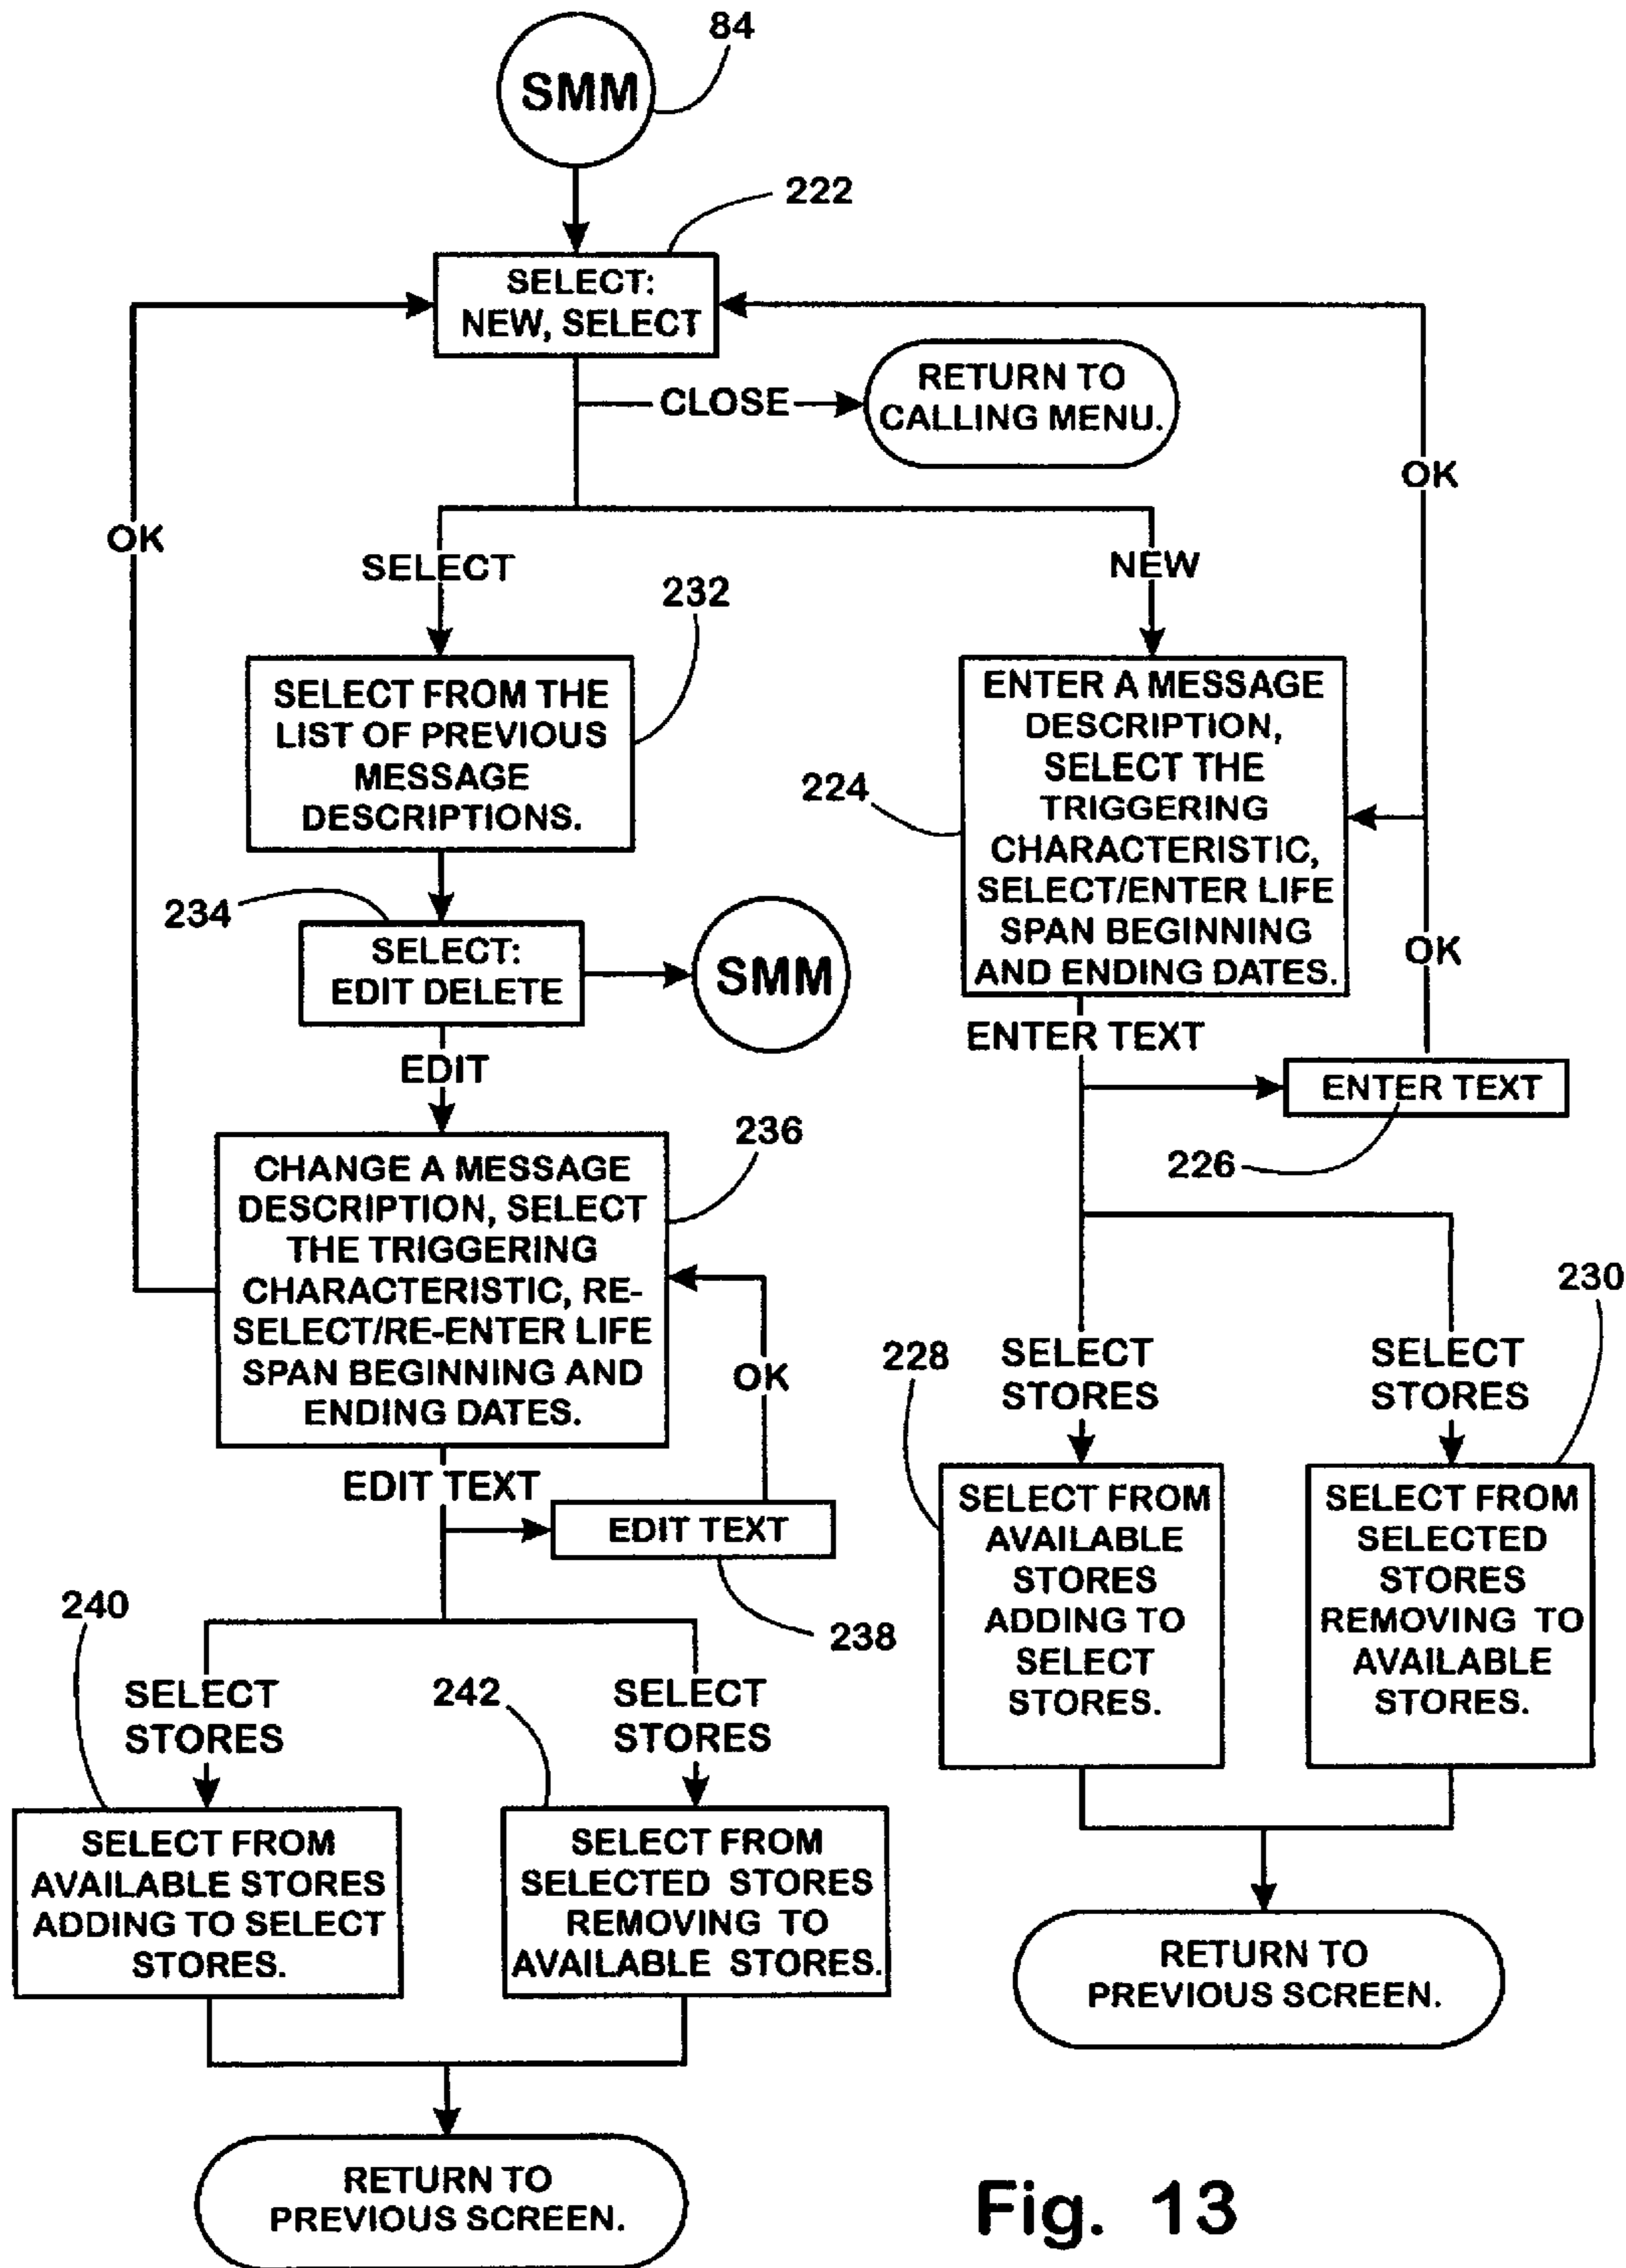 84
SMM
222
SELECT:
NEW, SELECT
RETURN TO
CALLING MENU.
CLOSE
OK
OK
SELECT
NEW
232
SELECT FROM THE
LIST OF PREVIOUS
MESSAGE
DESCRIPTIONS.
224
ENTER A MESSAGE
DESCRIPTION,
SELECT THE
TRIGGERING
CHARACTERISTIC,
SELECT/ENTER LIFE
SPAN BEGINNING
AND ENDING DATES.
234
SELECT:
EDIT DELETE
SMM
OK
EDIT
ENTER TEXT
ENTER TEXT
226
236
CHANGE A MESSAGE
DESCRIPTION, SELECT
THE TRIGGERING
CHARACTERISTIC, RE-
SELECT/RE-ENTER LIFE
SPAN BEGINNING AND
ENDING DATES.
OK
EDIT TEXT
EDIT TEXT
238
228
SELECT
STORES
SELECT
STORES
230
SELECT FROM
AVAILABLE
STORES
ADDING TO
SELECT
STORES.
SELECT FROM
SELECTED
STORES
REMOVING TO
AVAILABLE
STORES.
240
SELECT
STORES
242
SELECT
STORES
SELECT FROM
AVAILABLE STORES
ADDING TO SELECT
STORES.
SELECT FROM
SELECTED STORES
REMOVING TO
AVAILABLE STORES.
RETURN TO
PREVIOUS SCREEN.
RETURN TO
PREVIOUS SCREEN.
Fig. 13